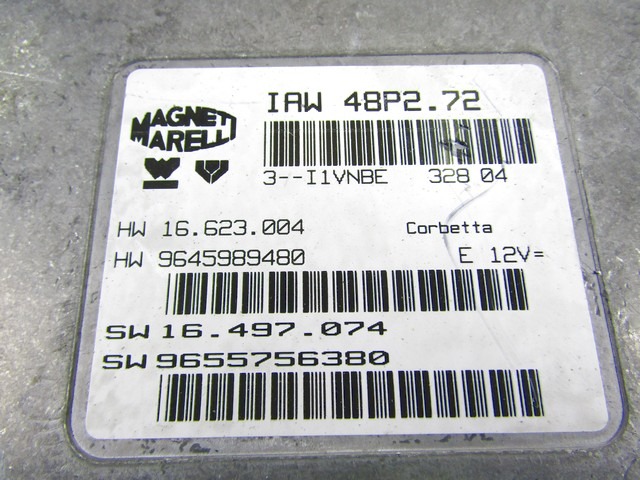 MAGNETI
MARELLI
IAW 48P2.72
3--I1VNBE 328 04
HW 16.623.004 Corbetta
HW 9645989480 E 12V=
SW 16.497.074
SW 9655756380